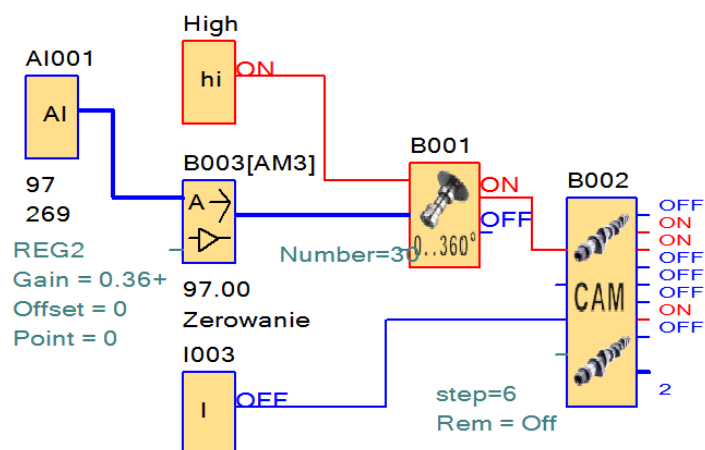 High
AI001
hi
ON
AI
B001
B003[AM3]
97
269
A
ON
B002
OFF
REG2
Gain = 0.36+
Offset = 0
Point = 0
Number=30
0..360°
97.00
Zerowanie
I003
I
OFF
OFF
ON
ON
OFF
OFF
OFF
ON
OFF
CAM
2
step=6
Rem = Off